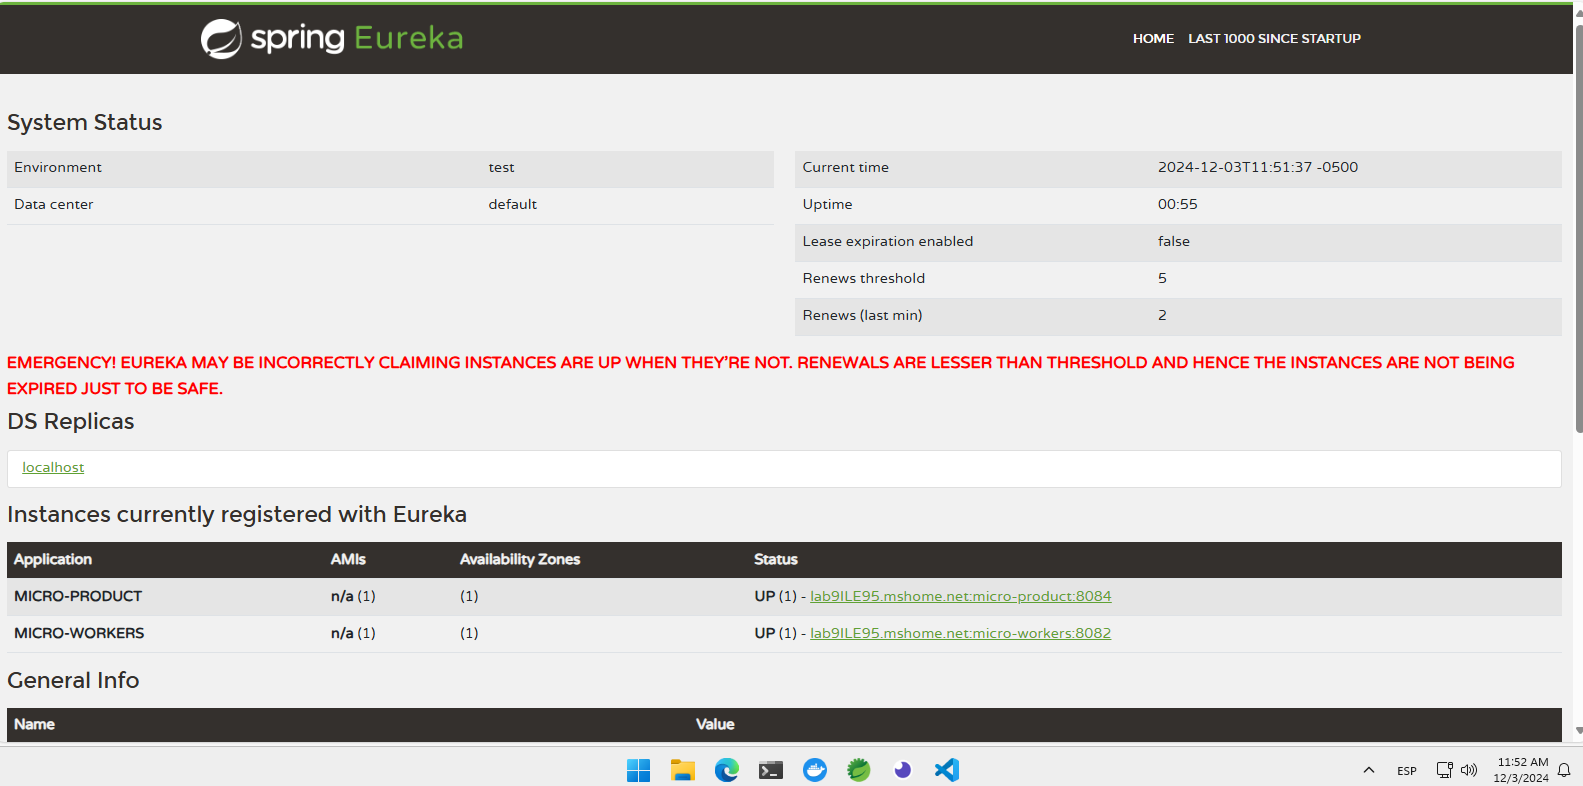 spring Eureka
HOME LAST 1000 SINCE STARTUP
System Status
Environment test
Data center default
Current time 2024-12-03T11:51:37 -0500
Uptime 00:55
Lease expiration enabled false
Renews threshold 5
Renews (last min) 2
EMERGENCY! EUREKA MAY BE INCORRECTLY CLAIMING INSTANCES ARE UP WHEN THEY'RE NOT. RENEWALS ARE LESSER THAN THRESHOLD AND HENCE THE INSTANCES ARE NOT BEING
EXPIRED JUST TO BE SAFE.
DS Replicas
localhost
Instances currently registered with Eureka
Application AMIs Availability Zones Status
MICRO-PRODUCT n/a (1) (1) UP (1) - lab9ILE95.mshome.net:micro-product:8084
MICRO-WORKERS n/a (1) (1) UP (1) - lab9ILE95.mshome.net:micro-workers:8082
General Info
Name Value
ESP
11:52 AM
12/3/2024